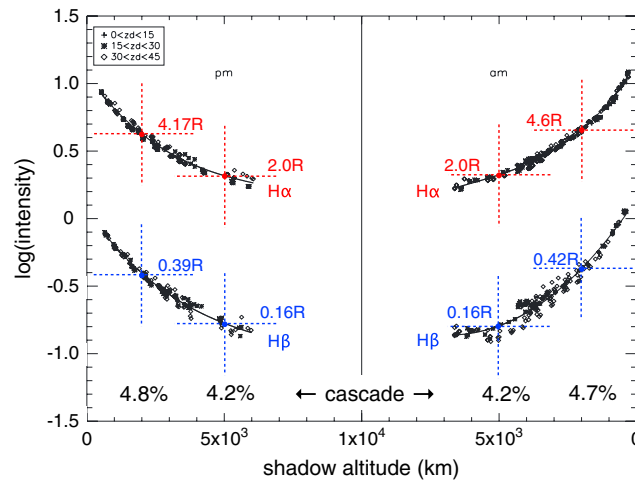 1.5
0<zd<15
15<zd<30
30<zd<45
pm
am
1.0
4.17R
4.6R
0.5
2.0R
2.0R
Hα
Hα
0
log(intensity)
0.39R
0.42R
-0.5
0.16R
0.16R
Hβ
Hβ
-1.0
4.8% 4.2% ← cascade → 4.2% 4.7%
-1.5
0 5x10³ 1x10⁴ 5x10³ 0
shadow altitude (km)